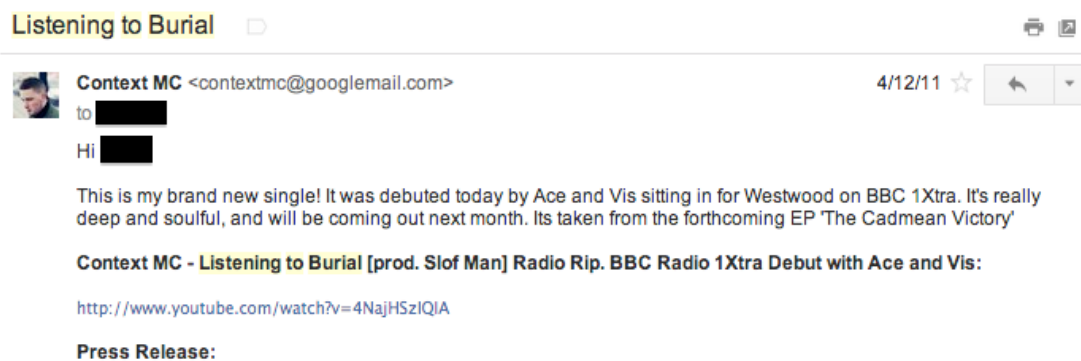 Listening to Burial
Context MC <contextmc@googlemail.com>
4/12/11
to
Hi
This is my brand new single! It was debuted today by Ace and Vis sitting in for Westwood on BBC 1Xtra. It's really
deep and soulful, and will be coming out next month. Its taken from the forthcoming EP 'The Cadmean Victory'
Context MC - Listening to Burial [prod. Slof Man] Radio Rip. BBC Radio 1Xtra Debut with Ace and Vis:
http://www.youtube.com/watch?v=4NajHSzIQIA
Press Release: